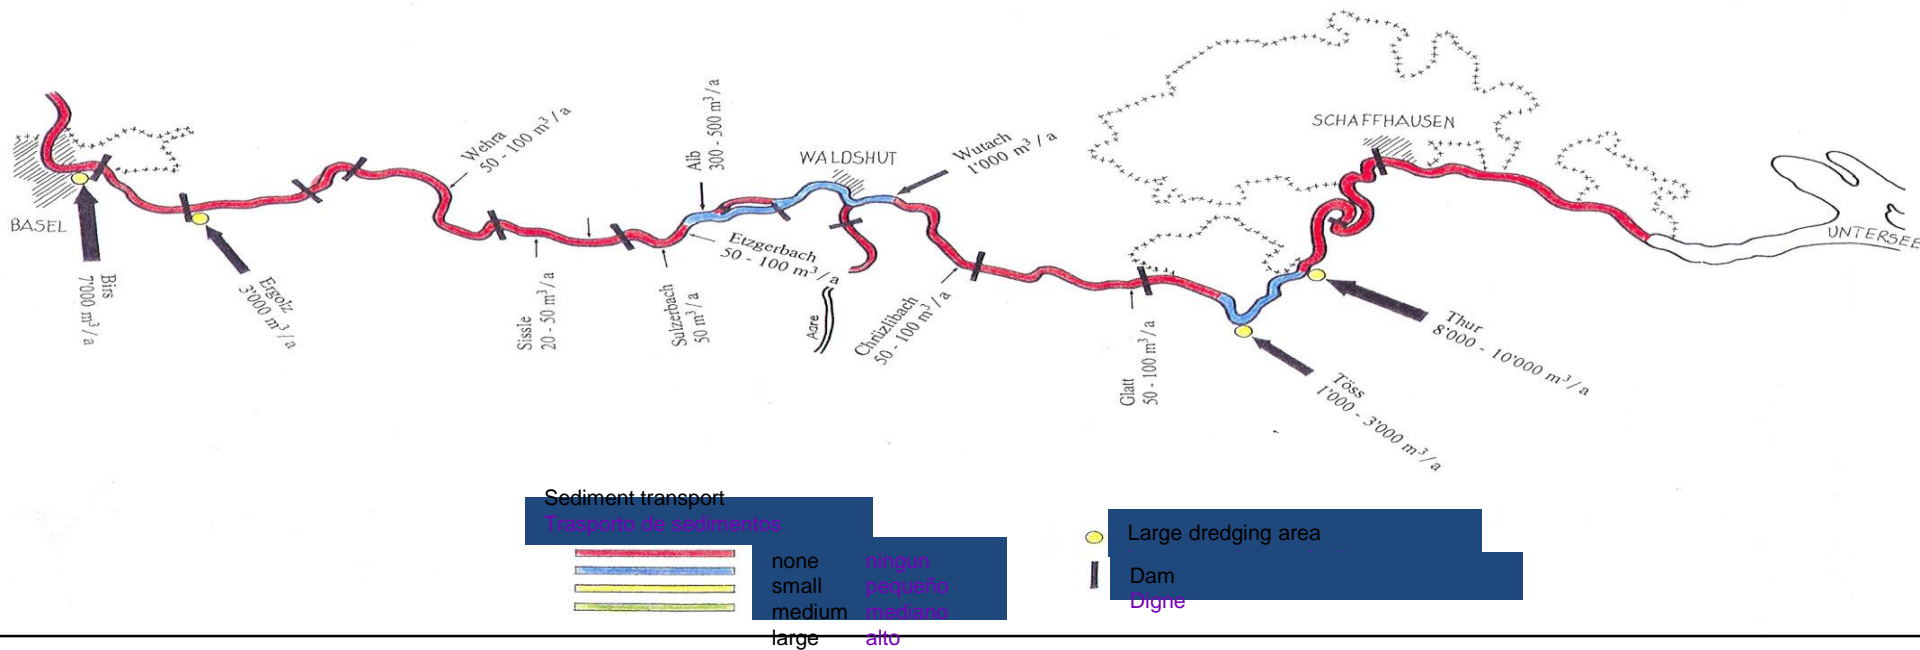 BASEL
Birs
7'000 m³/a
Ergolz
3'000 m³/a
Wehra
50 - 100 m³/a
Sissle
20 - 50 m³/a
Sulzerbach
50 m³/a
Alb
300 - 500 m³/a
Etzgerbach
50 - 100 m³/a
WALDSHUT
Aare
Wutach
1'000 m³/a
Chrüzlibach
50 - 100 m³/a
Glatt
50 - 100 m³/a
Töss
1'000 - 3'000 m³/a
Thur
8'000 - 10'000 m³/a
SCHAFFHAUSEN
UNTERSEE
Sediment transport
Trasporto de sedimentos
none ningun
small pequeño
medium mediano
large alto
Large dredging area
Dam
Digne